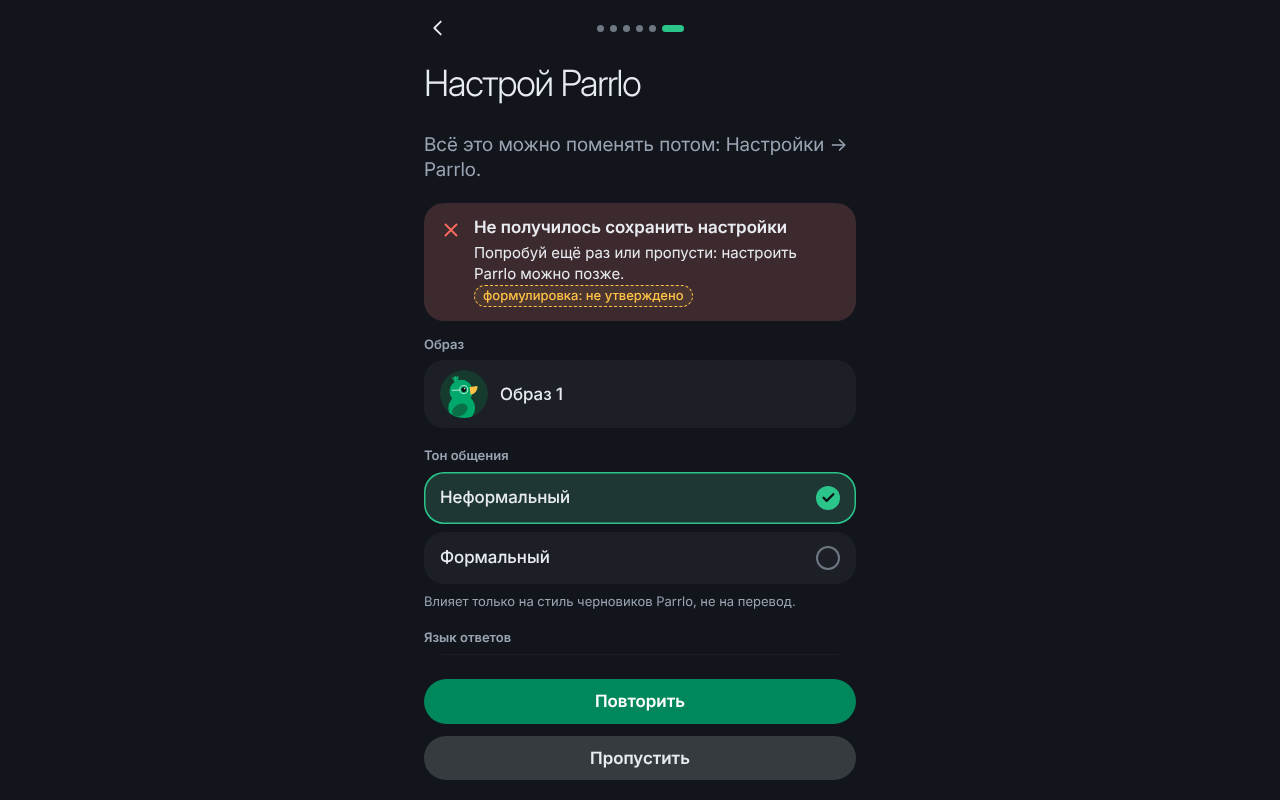 Настрой Parrlo
Всё это можно поменять потом: Настройки →
Parrlo.
Не получилось сохранить настройки
Попробуй ещё раз или пропусти: настроить
Parrlo можно позже.
формулировка: не утверждено
Образ
Образ 1
Тон общения
Неформальный
Формальный
Влияет только на стиль черновиков Parrlo, не на перевод.
Язык ответов
Повторить
Пропустить